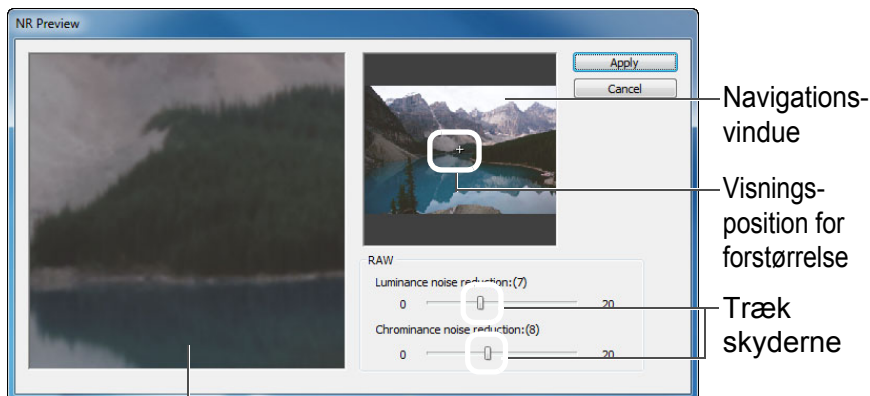 NR Preview
Apply
Cancel
Navigations-
vindue
Visnings-
position for
forstørrelse
RAW
Luminance noise reduction:(7)
0 20
Chrominance noise reduction:(8)
0 20
Træk
skyderne